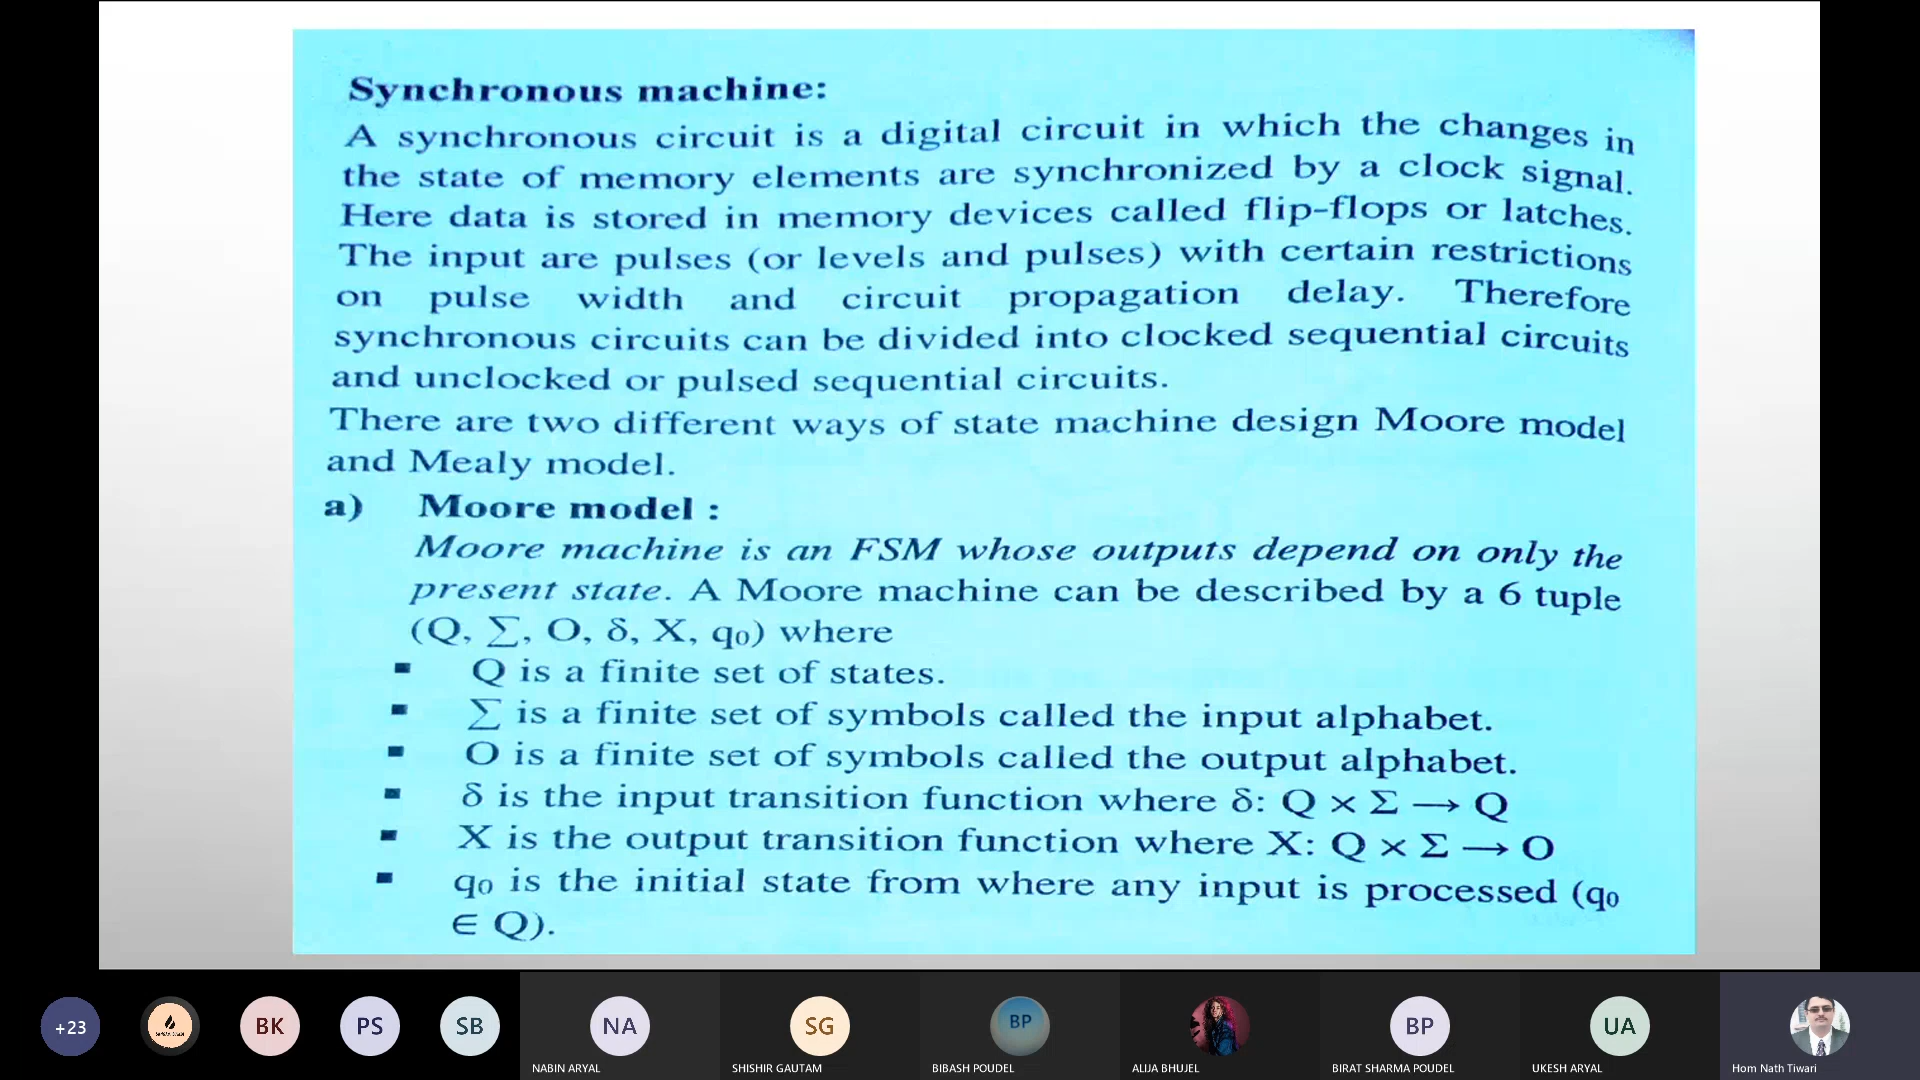 Synchronous machine:
A synchronous circuit is a digital circuit in which the changes in
the state of memory elements are synchronized by a clock signal.
Here data is stored in memory devices called flip-flops or latches.
The input are pulses (or levels and pulses) with certain restrictions
on pulse width and circuit propagation delay. Therefore
synchronous circuits can be divided into clocked sequential circuits
and unclocked or pulsed sequential circuits.
There are two different ways of state machine design Moore model
and Mealy model.
a) Moore model :
Moore machine is an FSM whose outputs depend on only the
present state. A Moore machine can be described by a 6 tuple
(Q, ∑, O, δ, X, q₀) where
▪ Q is a finite set of states.
▪ ∑ is a finite set of symbols called the input alphabet.
▪ O is a finite set of symbols called the output alphabet.
▪ δ is the input transition function where δ: Q × Σ → Q
▪ X is the output transition function where X: Q × Σ → O
▪ q₀ is the initial state from where any input is processed (q₀
∈ Q).
+23 BK PS SB NA SG BP BP UA
NABIN ARYAL SHISHIR GAUTAM BIBASH POUDEL ALIJA BHUJEL BIRAT SHARMA POUDEL UKESH ARYAL Hom Nath Tiwari